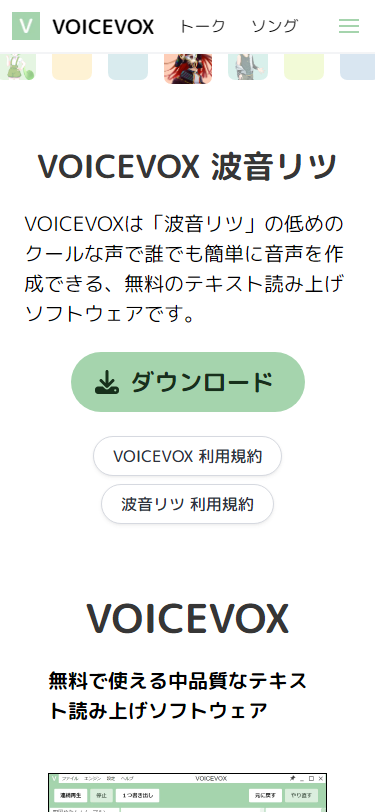 V VOICEVOX トーク ソング
VOICEVOX 波音リツ
VOICEVOXは「波音リツ」の低めの
クールな声で誰でも簡単に音声を作
成できる、無料のテキスト読み上げ
ソフトウェアです。
ダウンロード
VOICEVOX 利用規約
波音リツ 利用規約
VOICEVOX
無料で使える中品質なテキス
ト読み上げソフトウェア
V ファイル エンジン 設定 ヘルプ VOICEVOX
連続再生 停止 1つ書き出し 元に戻す やり直す